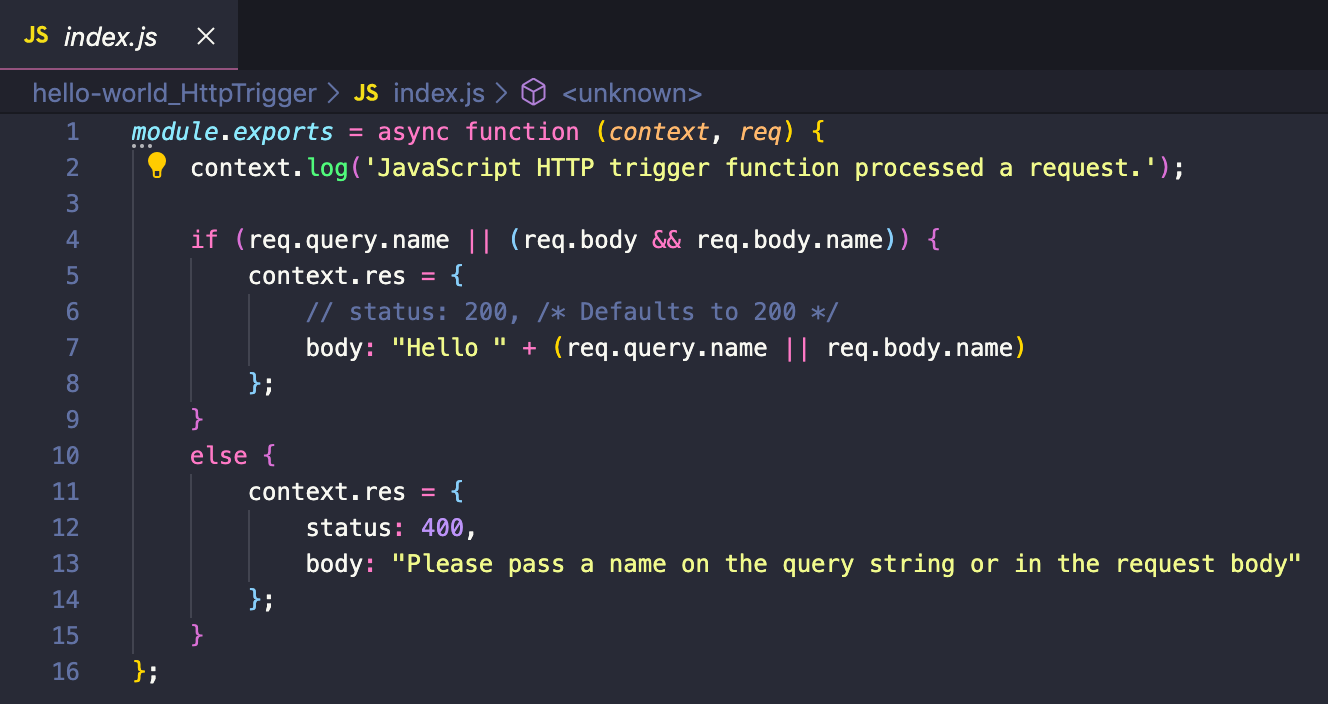 JS index.js ×
hello-world_HttpTrigger > JS index.js > <unknown>
1 module.exports = async function (context, req) {
2     context.log('JavaScript HTTP trigger function processed a request.');
3
4     if (req.query.name || (req.body && req.body.name)) {
5         context.res = {
6             // status: 200, /* Defaults to 200 */
7             body: "Hello " + (req.query.name || req.body.name)
8         };
9     }
10     else {
11         context.res = {
12             status: 400,
13             body: "Please pass a name on the query string or in the request body"
14         };
15     }
16 };